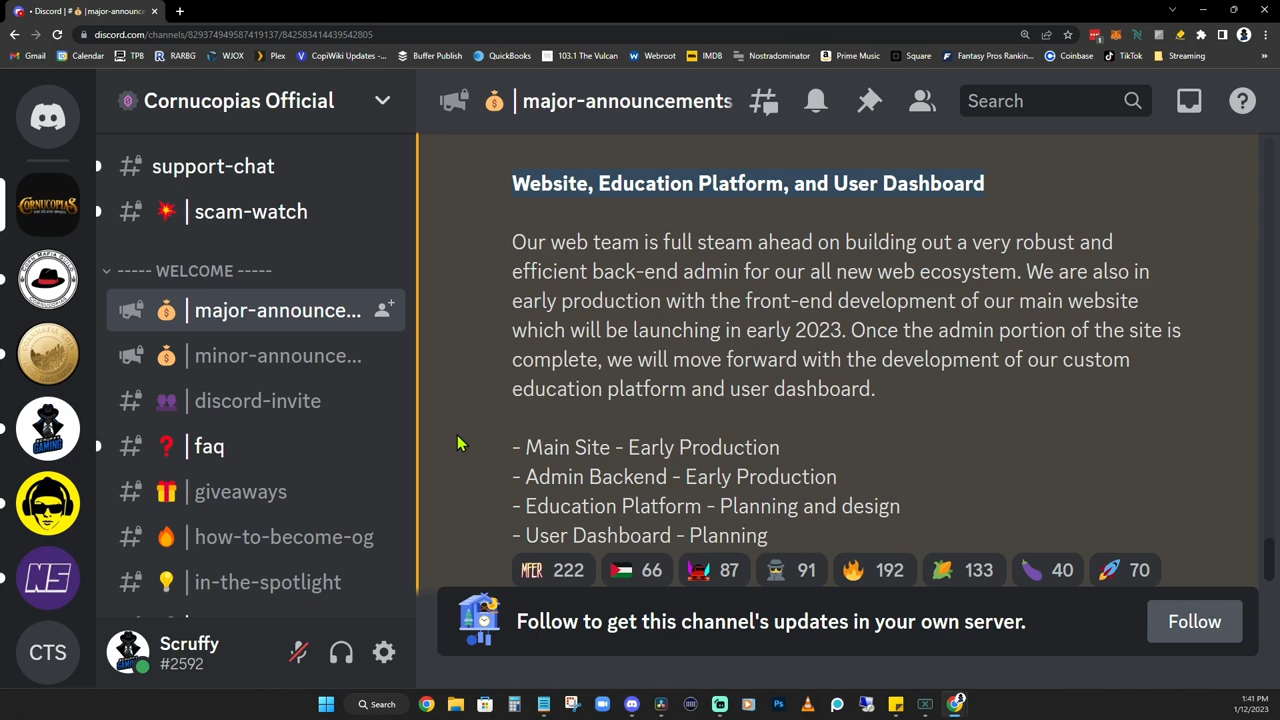 • Discord | # 💰 | major-announce
discord.com/channels/829374949587419137/842583414439542805
Gmail
Calendar
TPB
RARBG
WJOX
Plex
CopiWiki Updates -...
Buffer Publish
QuickBooks
103.1 The Vulcan
Webroot
IMDB
Nostradominator
Prime Music
Square
Fantasy Pros Rankin...
Coinbase
TikTok
Streaming
»
Cornucopias Official
💰 | major-announcements
Search
CORNUCOPIAS
support-chat
💥 | scam-watch
----- WELCOME -----
💰 | major-announce...
💰 | minor-announce...
discord-invite
❓ | faq
🎁 | giveaways
🔥 | how-to-become-og
💡 | in-the-spotlight
NS
CTS
Scruffy
#2592
Website, Education Platform, and User Dashboard
Our web team is full steam ahead on building out a very robust and
efficient back-end admin for our all new web ecosystem. We are also in
early production with the front-end development of our main website
which will be launching in early 2023. Once the admin portion of the site is
complete, we will move forward with the development of our custom
education platform and user dashboard.
- Main Site - Early Production
- Admin Backend - Early Production
- Education Platform - Planning and design
- User Dashboard - Planning
MFER 222
66
87
91
192
133
40
70
Follow to get this channel's updates in your own server.
Follow
Search
1:41 PM
1/12/2023